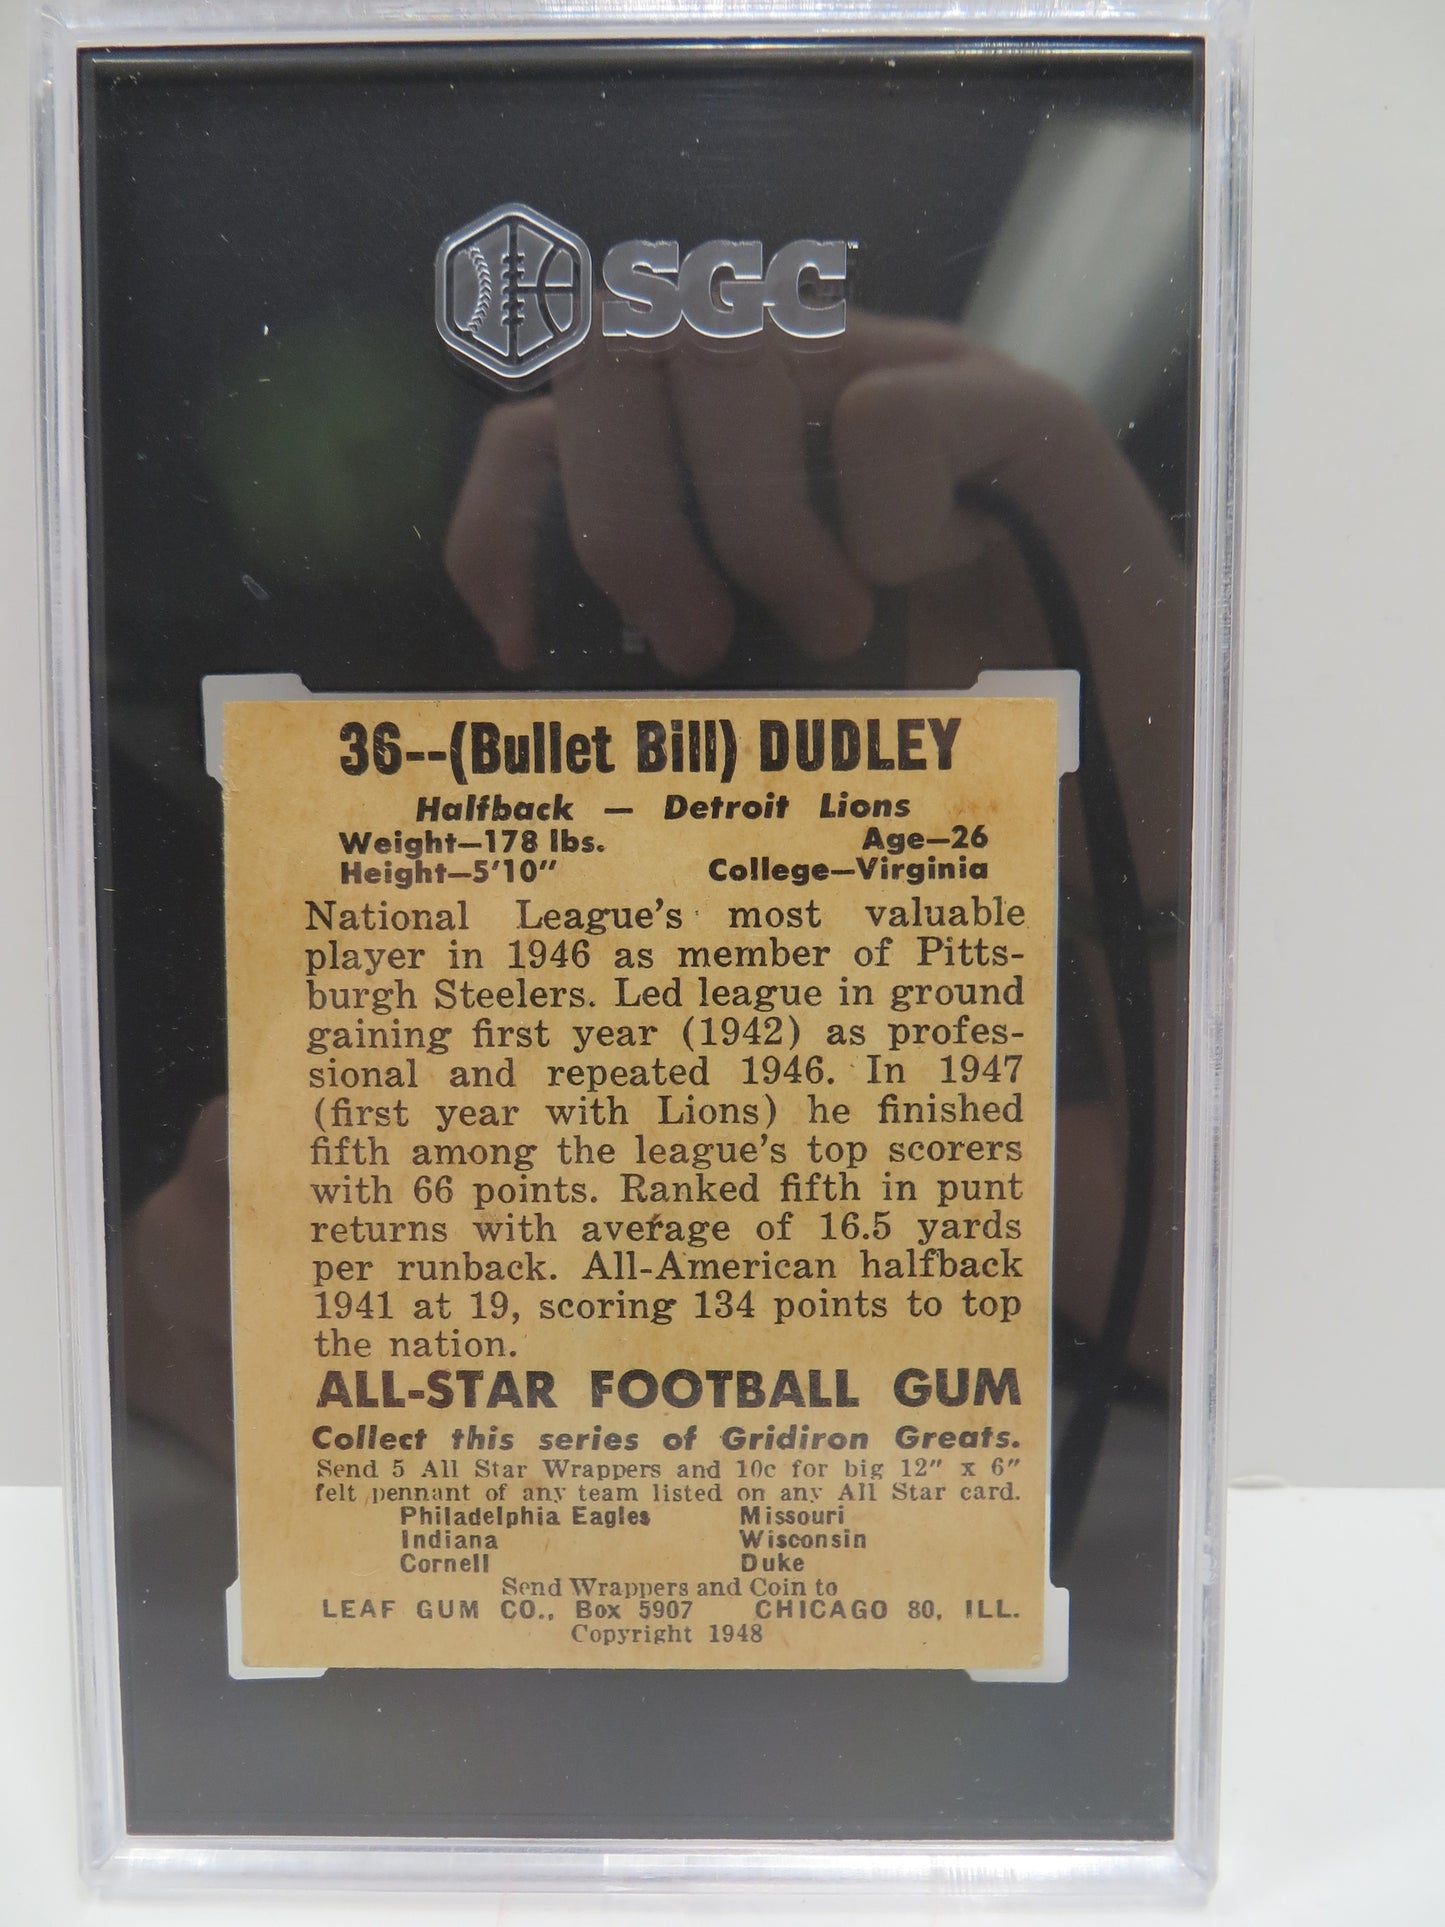 SGC™
36--(Bullet Bill) DUDLEY
Halfback — Detroit Lions
Weight—178 lbs. Age—26
Height—5'10" College—Virginia
National League's most valuable
player in 1946 as member of Pitts-
burgh Steelers. Led league in ground
gaining first year (1942) as profes-
sional and repeated 1946. In 1947
(first year with Lions) he finished
fifth among the league's top scorers
with 66 points. Ranked fifth in punt
returns with average of 16.5 yards
per runback. All-American halfback
1941 at 19, scoring 134 points to top
the nation.
ALL-STAR FOOTBALL GUM
Collect this series of Gridiron Greats.
Send 5 All Star Wrappers and 10c for big 12" x 6"
felt pennant of any team listed on any All Star card.
Philadelphia Eagles Missouri
Indiana Wisconsin
Cornell Duke
Send Wrappers and Coin to
LEAF GUM CO., Box 5907 CHICAGO 80, ILL.
Copyright 1948